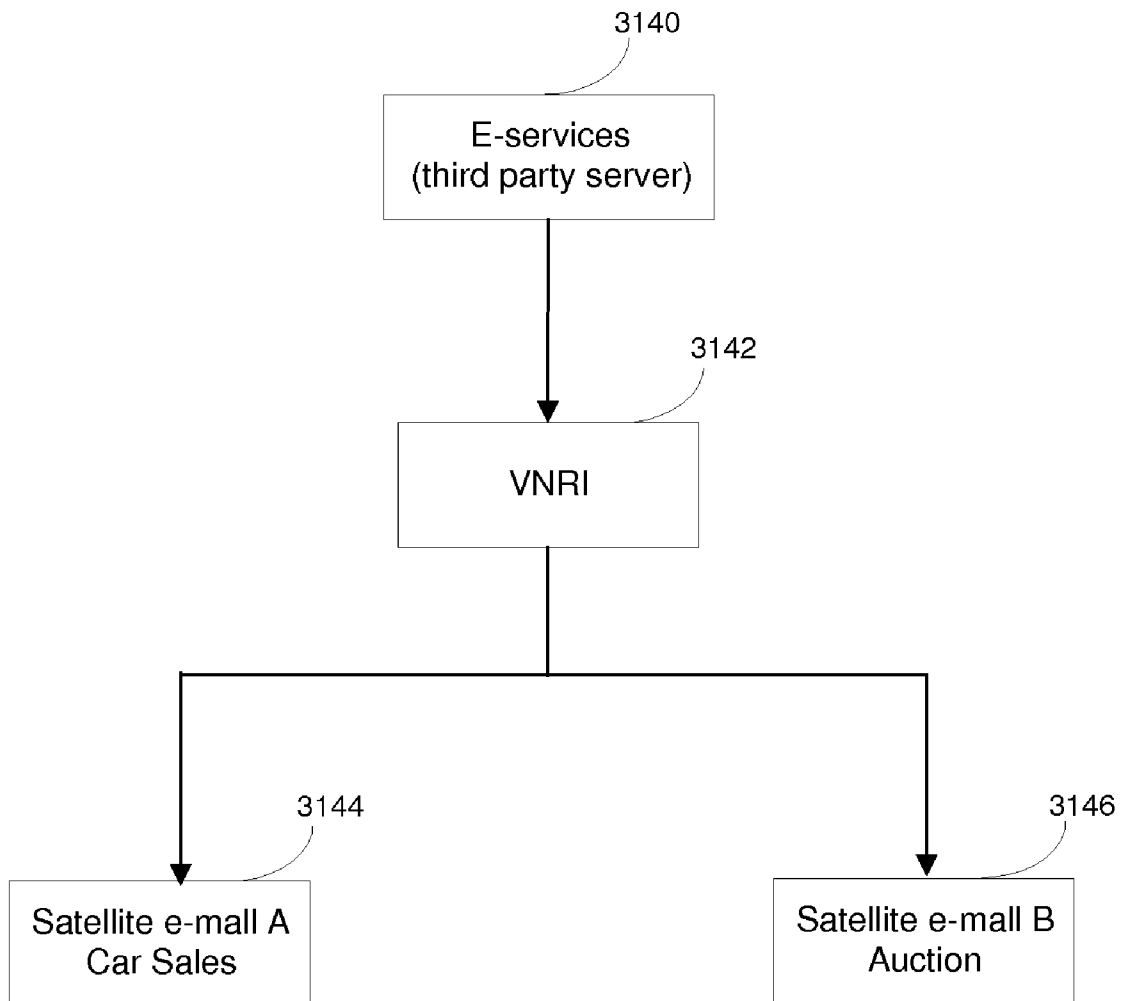 3140
E-services
(third party server)
3142
VNRI
3144
Satellite e-mall A
Car Sales
3146
Satellite e-mall B
Auction